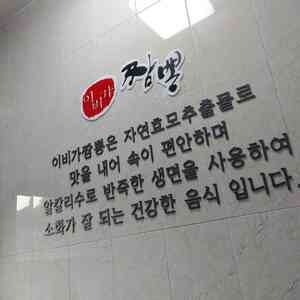 이비가 짬뽕
이비가짬뽕은 자연효모추출물로
맛을 내어 속이 편안하며
알칼리수로 반죽한 생면을 사용하여
소화가 잘 되는 건강한 음식 입니다.